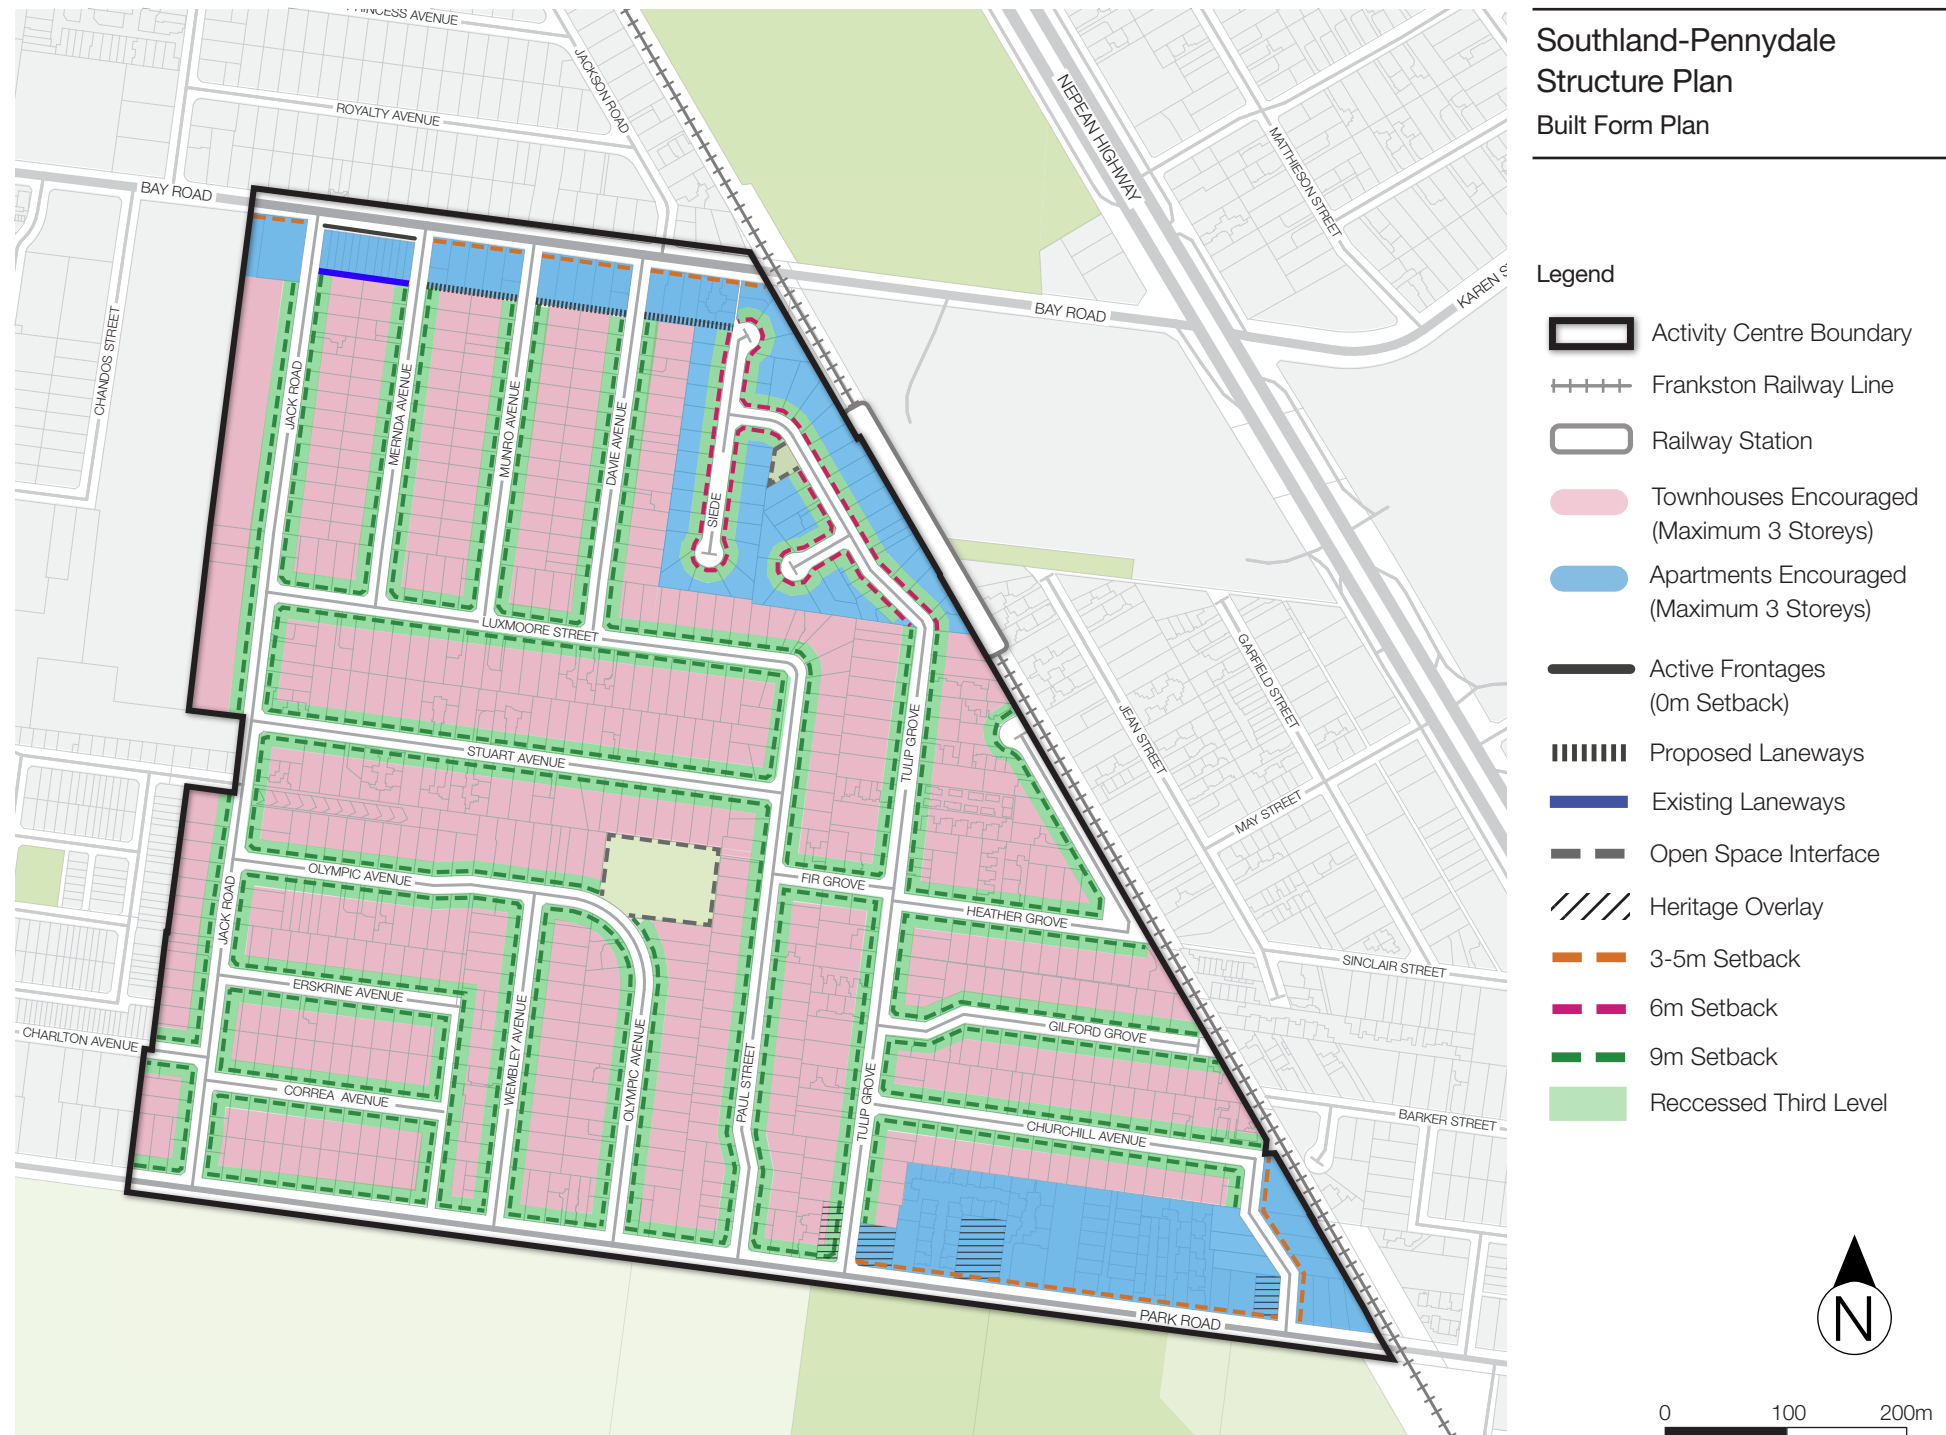 PRINCESS AVENUE
JACKSON ROAD
ROYALTY AVENUE
NEPEAN HIGHWAY
MATTHIESON STREET
KAREN S
BAY ROAD
BAY ROAD
CHANDOS STREET
JACK ROAD
MERNDA AVENUE
MUNRO AVENUE
DAVIE AVENUE
SIEDE
LUXMOORE STREET
STUART AVENUE
TULIP GROVE
JEAN STREET
GARFIELD STREET
MAY STREET
OLYMPIC AVENUE
FIR GROVE
HEATHER GROVE
JACK ROAD
SINCLAIR STREET
ERSKRINE AVENUE
WEMBLEY AVENUE
OLYMPIC AVENUE
PAUL STREET
TULIP GROVE
GILFORD GROVE
CHARLTON AVENUE
CORREA AVENUE
CHURCHILL AVENUE
BARKER STREET
PARK ROAD
Southland-Pennydale
Structure Plan
Built Form Plan
Legend
Activity Centre Boundary
Frankston Railway Line
Railway Station
Townhouses Encouraged
(Maximum 3 Storeys)
Apartments Encouraged
(Maximum 3 Storeys)
Active Frontages
(0m Setback)
Proposed Laneways
Existing Laneways
Open Space Interface
Heritage Overlay
3-5m Setback
6m Setback
9m Setback
Reccessed Third Level
N
0 100 200m